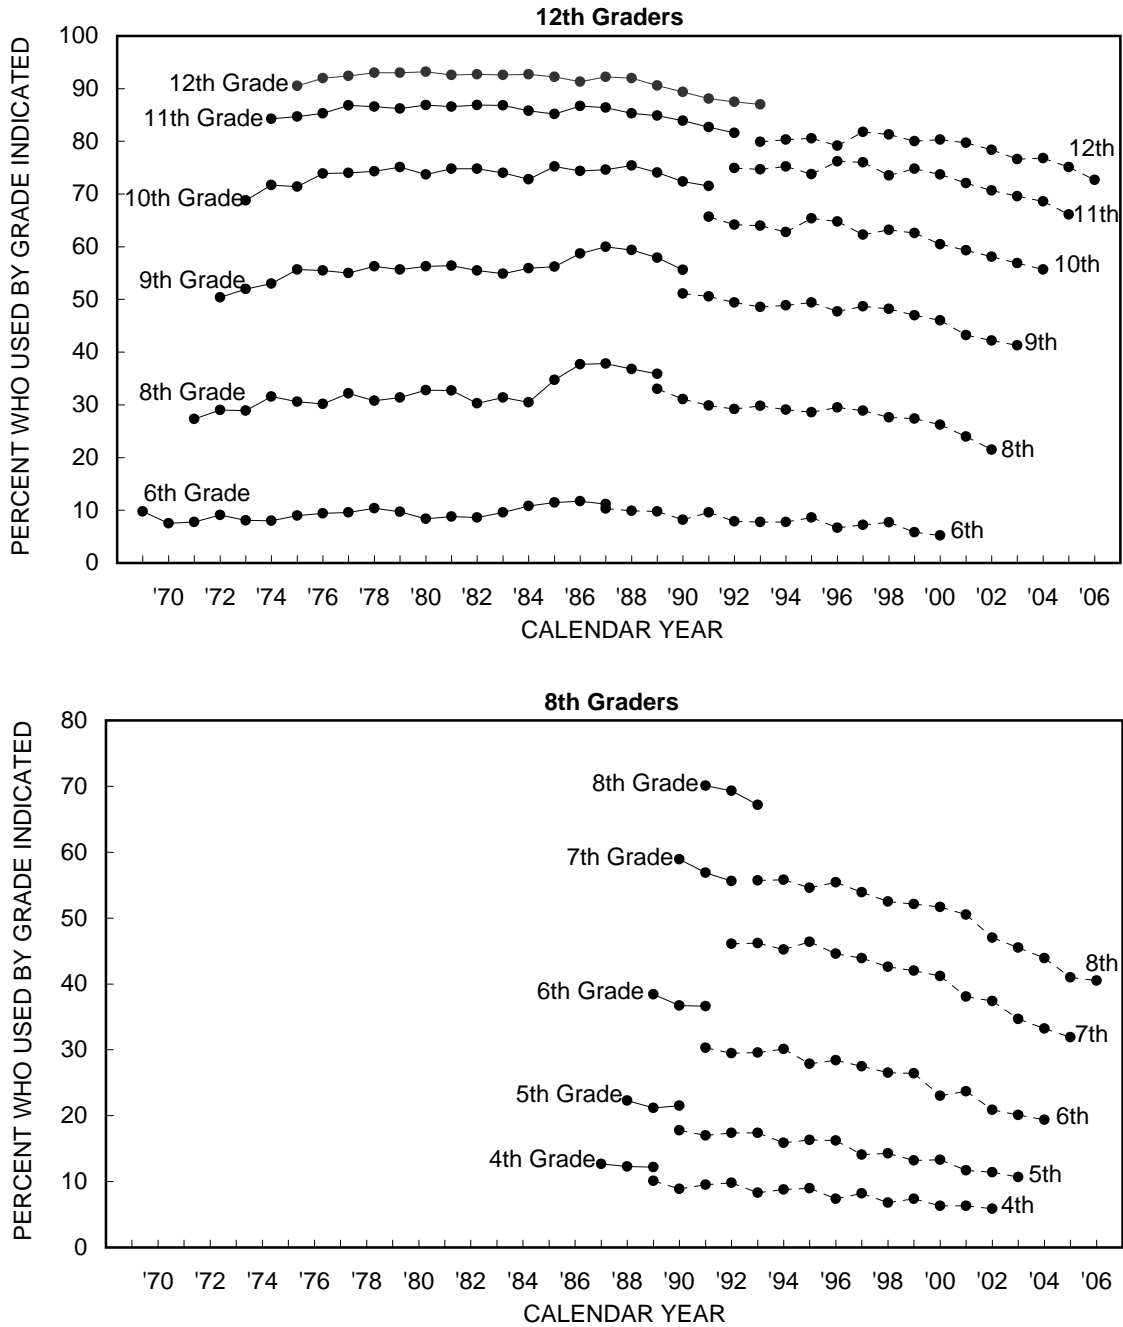 12th Graders
PERCENT WHO USED BY GRADE INDICATED
100
90
80
70
60
50
40
30
20
10
0
12th Grade
11th Grade
10th Grade
9th Grade
8th Grade
6th Grade
12th
11th
10th
9th
8th
6th
'70 '72 '74 '76 '78 '80 '82 '84 '86 '88 '90 '92 '94 '96 '98 '00 '02 '04 '06
CALENDAR YEAR
8th Graders
PERCENT WHO USED BY GRADE INDICATED
80
70
60
50
40
30
20
10
0
8th Grade
7th Grade
6th Grade
5th Grade
4th Grade
8th
7th
6th
5th
4th
'70 '72 '74 '76 '78 '80 '82 '84 '86 '88 '90 '92 '94 '96 '98 '00 '02 '04 '06
CALENDAR YEAR